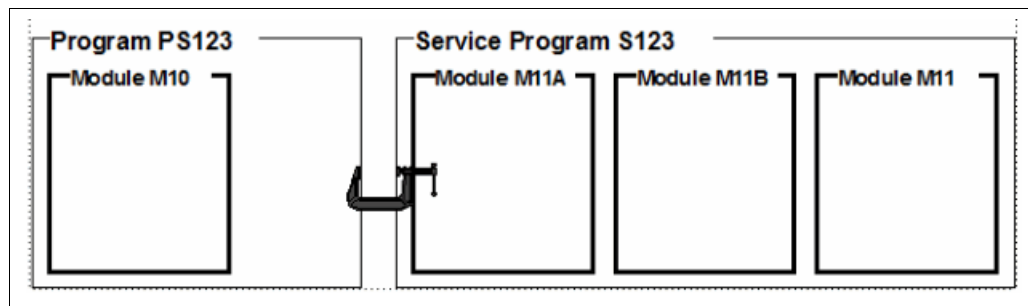 Program PS123
Service Program S123
Module M10
Module M11A
Module M11B
Module M11